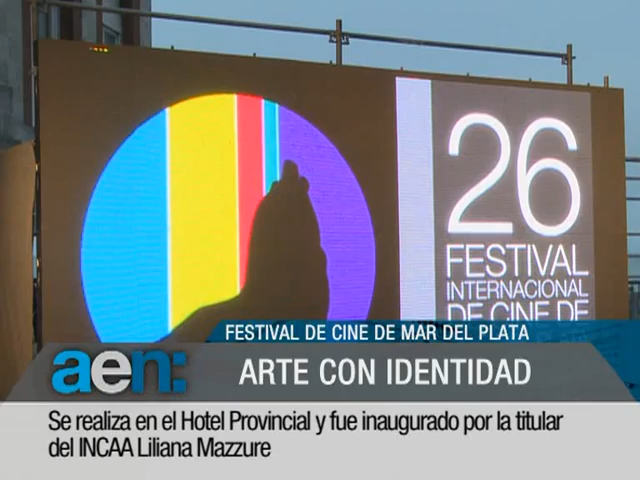 26
FESTIVAL
INTERNACIONAL
DE CINE DE
FESTIVAL DE CINE DE MAR DEL PLATA
aen:
ARTE CON IDENTIDAD
Se realiza en el Hotel Provincial y fue inaugurado por la titular
del INCAA Liliana Mazzure